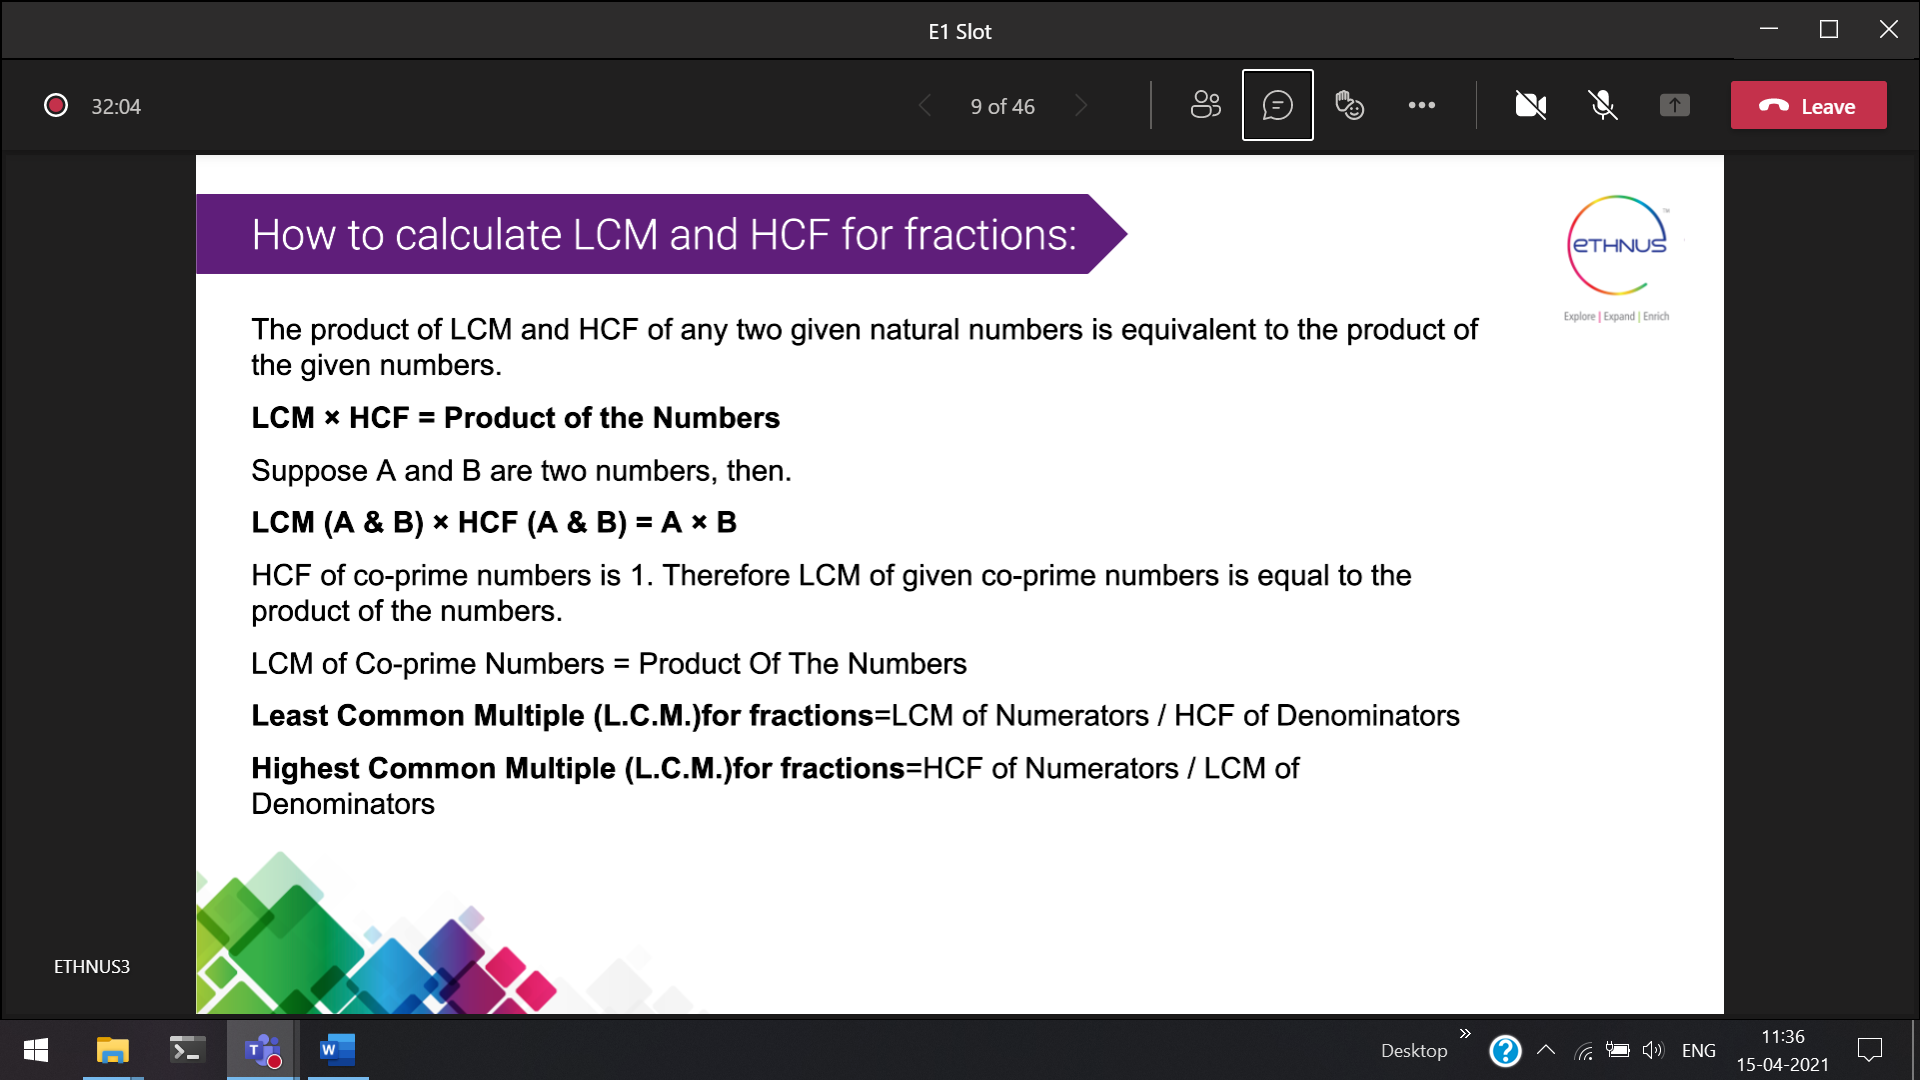 E1 Slot
32:04
9 of 46
Leave
How to calculate LCM and HCF for fractions:
eTHNUS
TM
Explore | Expand | Enrich
The product of LCM and HCF of any two given natural numbers is equivalent to the product of
the given numbers.
LCM × HCF = Product of the Numbers
Suppose A and B are two numbers, then.
LCM (A & B) × HCF (A & B) = A × B
HCF of co-prime numbers is 1. Therefore LCM of given co-prime numbers is equal to the
product of the numbers.
LCM of Co-prime Numbers = Product Of The Numbers
Least Common Multiple (L.C.M.)for fractions=LCM of Numerators / HCF of Denominators
Highest Common Multiple (L.C.M.)for fractions=HCF of Numerators / LCM of
Denominators
ETHNUS3
T
W
Desktop
ENG
11:36
15-04-2021